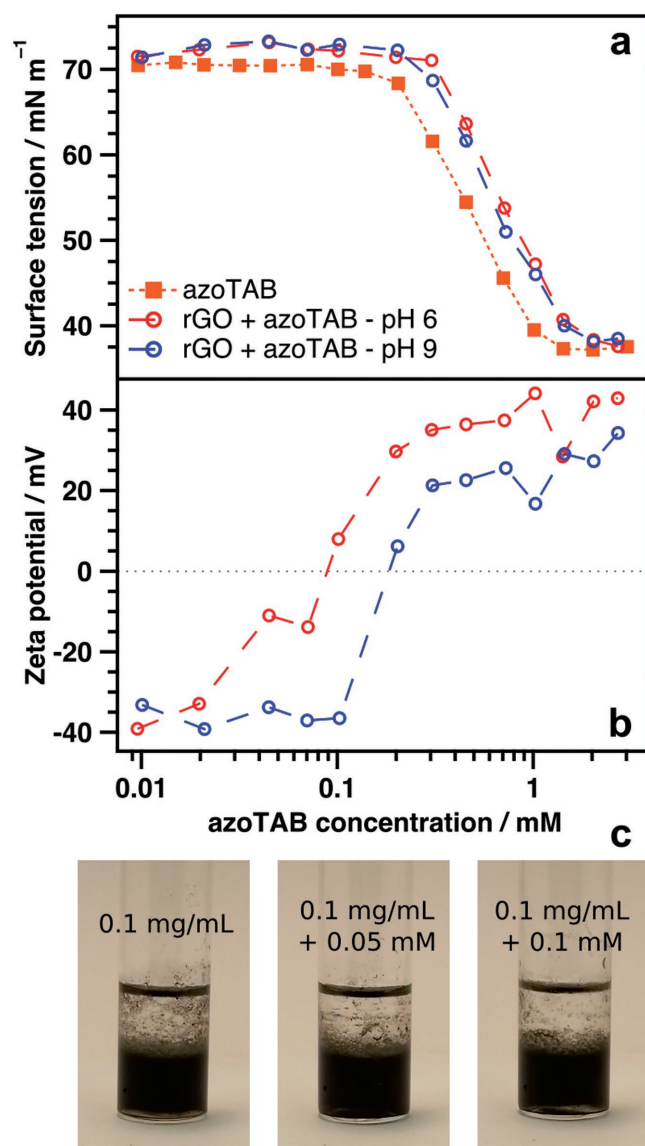 a
Surface tension / mN m⁻¹
70
60
50
40
azoTAB
rGO + azoTAB - pH 6
rGO + azoTAB - pH 9
b
Zeta potential / mV
40
20
0
-20
-40
0.01
0.1
1
azoTAB concentration / mM
c
0.1 mg/mL
0.1 mg/mL
+ 0.05 mM
0.1 mg/mL
+ 0.1 mM